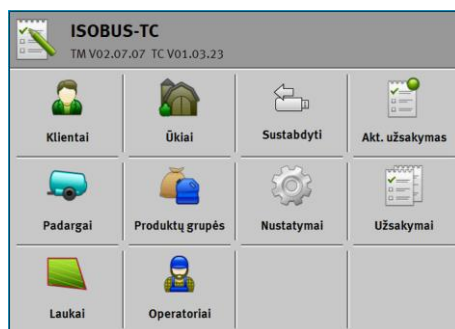 ISOBUS-TC
TM V02.07.07 TC V01.03.23
Klientai
Ūkiai
Sustabdyti
Akt. užsakymas
Padargai
Produktų grupės
Nustatymai
Užsakymai
Laukai
Operatoriai